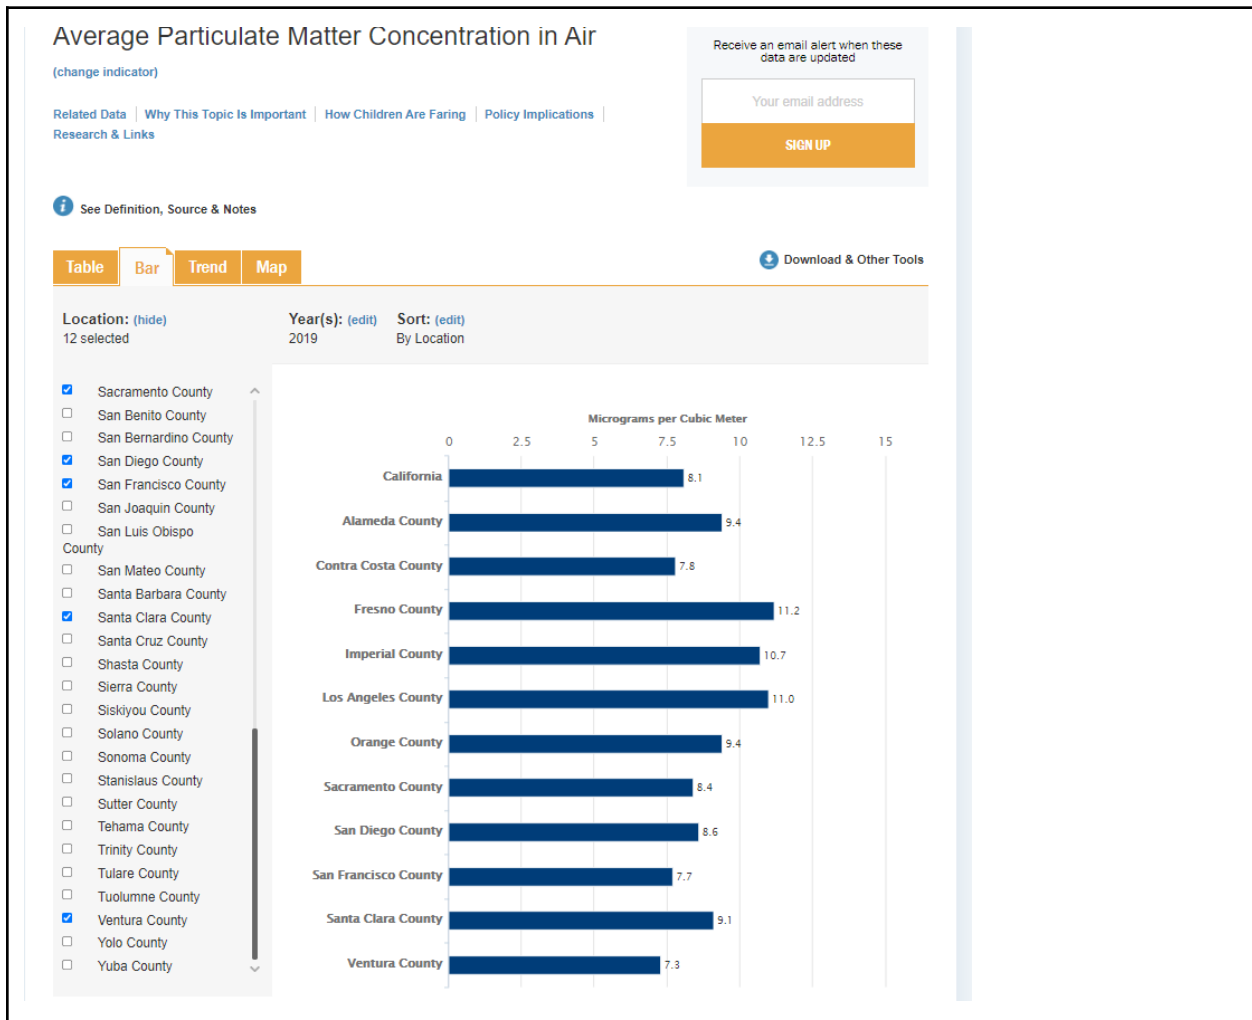 Average Particulate Matter Concentration in Air
(change indicator)
Related Data | Why This Topic Is Important | How Children Are Faring | Policy Implications |
Research & Links
Receive an email alert when these
data are updated
Your email address
SIGN UP
i See Definition, Source & Notes
Table Bar Trend Map
Download & Other Tools
Location: (hide)
12 selected
Year(s): (edit)
2019
Sort: (edit)
By Location
Sacramento County
San Benito County
San Bernardino County
San Diego County
San Francisco County
San Joaquin County
San Luis Obispo
County
San Mateo County
Santa Barbara County
Santa Clara County
Santa Cruz County
Shasta County
Sierra County
Siskiyou County
Solano County
Sonoma County
Stanislaus County
Sutter County
Tehama County
Trinity County
Tulare County
Tuolumne County
Ventura County
Yolo County
Yuba County
Micrograms per Cubic Meter
0 2.5 5 7.5 10 12.5 15
California 8.1
Alameda County 9.4
Contra Costa County 7.8
Fresno County 11.2
Imperial County 10.7
Los Angeles County 11.0
Orange County 9.4
Sacramento County 8.4
San Diego County 8.6
San Francisco County 7.7
Santa Clara County 9.1
Ventura County 7.3